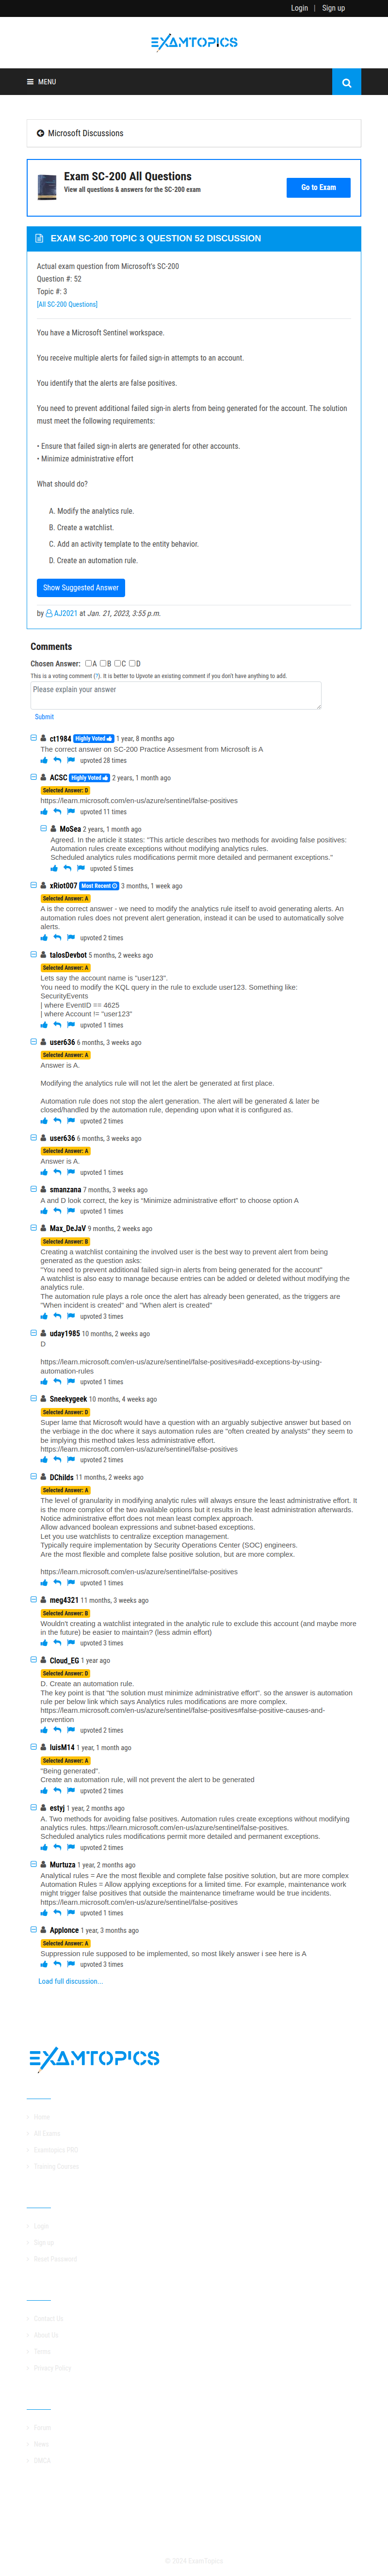 Login | Sign up
EXAMTOPICS
MENU
Microsoft Discussions
Exam SC-200 All Questions
View all questions & answers for the SC-200 exam
Go to Exam
EXAM SC-200 TOPIC 3 QUESTION 52 DISCUSSION
Actual exam question from Microsoft's SC-200
Question #: 52
Topic #: 3
[All SC-200 Questions]
You have a Microsoft Sentinel workspace.
You receive multiple alerts for failed sign-in attempts to an account.
You identify that the alerts are false positives.
You need to prevent additional failed sign-in alerts from being generated for the account. The solution
must meet the following requirements:
• Ensure that failed sign-in alerts are generated for other accounts.
• Minimize administrative effort
What should do?
A. Modify the analytics rule.
B. Create a watchlist.
C. Add an activity template to the entity behavior.
D. Create an automation rule.
Show Suggested Answer
by AJ2021 at Jan. 21, 2023, 3:55 p.m.
Comments
Chosen Answer: A B C D
This is a voting comment (?). It is better to Upvote an existing comment if you don't have anything to add.
Please explain your answer
Submit
ct1984 Highly Voted 1 year, 8 months ago
The correct answer on SC-200 Practice Assesment from Microsoft is A
upvoted 28 times
ACSC Highly Voted 2 years, 1 month ago
Selected Answer: D
https://learn.microsoft.com/en-us/azure/sentinel/false-positives
upvoted 11 times
MoSea 2 years, 1 month ago
Agreed. In the article it states: "This article describes two methods for avoiding false positives:
Automation rules create exceptions without modifying analytics rules.
Scheduled analytics rules modifications permit more detailed and permanent exceptions."
upvoted 5 times
xRiot007 Most Recent 3 months, 1 week ago
Selected Answer: A
A is the correct answer - we need to modify the analytics rule itself to avoid generating alerts. An
automation rules does not prevent alert generation, instead it can be used to automatically solve
alerts.
upvoted 2 times
talosDevbot 5 months, 2 weeks ago
Selected Answer: A
Lets say the account name is "user123".
You need to modify the KQL query in the rule to exclude user123. Something like:
SecurityEvents
| where EventID == 4625
| where Account != "user123"
upvoted 1 times
user636 6 months, 3 weeks ago
Selected Answer: A
Answer is A.
Modifying the analytics rule will not let the alert be generated at first place.
Automation rule does not stop the alert generation. The alert will be generated & later be
closed/handled by the automation rule, depending upon what it is configured as.
upvoted 2 times
user636 6 months, 3 weeks ago
Selected Answer: A
Answer is A.
upvoted 1 times
smanzana 7 months, 3 weeks ago
A and D look correct, the key is "Minimize administrative effort" to choose option A
upvoted 1 times
Max_DeJaV 9 months, 2 weeks ago
Selected Answer: B
Creating a watchlist containing the involved user is the best way to prevent alert from being
generated as the question asks:
"You need to prevent additional failed sign-in alerts from being generated for the account"
A watchlist is also easy to manage because entries can be added or deleted without modifying the
analytics rule.
The automation rule plays a role once the alert has already been generated, as the triggers are
"When incident is created" and "When alert is created"
upvoted 3 times
uday1985 10 months, 2 weeks ago
D
https://learn.microsoft.com/en-us/azure/sentinel/false-positives#add-exceptions-by-using-
automation-rules
upvoted 1 times
Sneekygeek 10 months, 4 weeks ago
Selected Answer: D
Super lame that Microsoft would have a question with an arguably subjective answer but based on
the verbiage in the doc where it says automation rules are "often created by analysts" they seem to
be implying this method takes less administrative effort.
https://learn.microsoft.com/en-us/azure/sentinel/false-positives
upvoted 2 times
DChilds 11 months, 2 weeks ago
Selected Answer: A
The level of granularity in modifying analytic rules will always ensure the least administrative effort. It
is the more complex of the two available options but it results in the least administration afterwards.
Notice administrative effort does not mean least complex approach.
Allow advanced boolean expressions and subnet-based exceptions.
Let you use watchlists to centralize exception management.
Typically require implementation by Security Operations Center (SOC) engineers.
Are the most flexible and complete false positive solution, but are more complex.
https://learn.microsoft.com/en-us/azure/sentinel/false-positives
upvoted 1 times
meg4321 11 months, 3 weeks ago
Selected Answer: B
Wouldn't creating a watchlist integrated in the analytic rule to exclude this account (and maybe more
in the future) be easier to maintain? (less admin effort)
upvoted 3 times
Cloud_EG 1 year ago
Selected Answer: D
D. Create an automation rule.
The key point is that "the solution must minimize administrative effort". so the answer is automation
rule per below link which says Analytics rules modifications are more complex.
https://learn.microsoft.com/en-us/azure/sentinel/false-positives#false-positive-causes-and-
prevention
upvoted 2 times
luisM14 1 year, 1 month ago
Selected Answer: A
"Being generated".
Create an automation rule, will not prevent the alert to be generated
upvoted 2 times
estyj 1 year, 2 months ago
A. Two methods for avoiding false positives. Automation rules create exceptions without modifying
analytics rules. https://learn.microsoft.com/en-us/azure/sentinel/false-positives.
Scheduled analytics rules modifications permit more detailed and permanent exceptions.
upvoted 2 times
Murtuza 1 year, 2 months ago
Analytical rules = Are the most flexible and complete false positive solution, but are more complex
Automation Rules = Allow applying exceptions for a limited time. For example, maintenance work
might trigger false positives that outside the maintenance timeframe would be true incidents.
https://learn.microsoft.com/en-us/azure/sentinel/false-positives
upvoted 1 times
Applonce 1 year, 3 months ago
Selected Answer: A
Suppression rule supposed to be implemented, so most likely answer i see here is A
upvoted 3 times
Load full discussion...
EXAMTOPICS
Home
All Exams
Examtopics PRO
Training Courses
Login
Sign up
Reset Password
Contact Us
About Us
Terms
Privacy Policy
Forum
News
DMCA
© 2024 ExamTopics